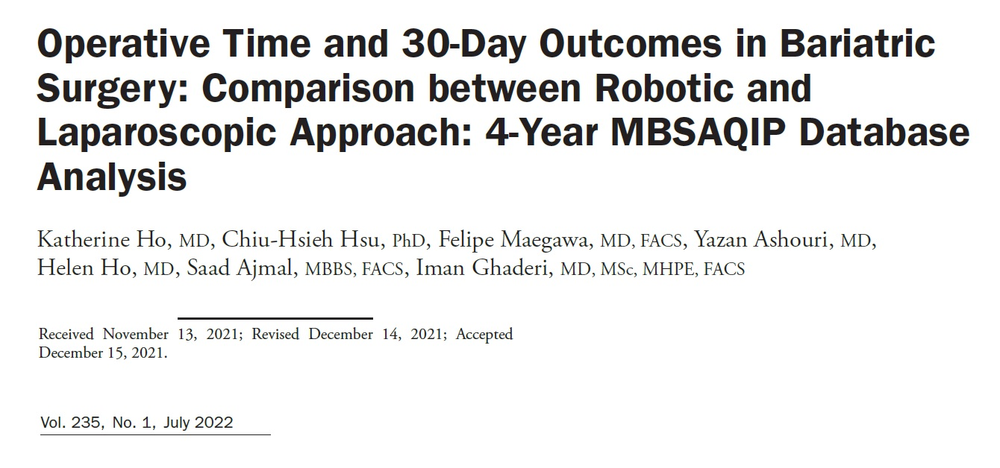 Operative Time and 30-Day Outcomes in Bariatric
Surgery: Comparison between Robotic and
Laparoscopic Approach: 4-Year MBSAQIP Database
Analysis
Katherine Ho, MD, Chiu-Hsieh Hsu, PhD, Felipe Maegawa, MD, FACS, Yazan Ashouri, MD,
Helen Ho, MD, Saad Ajmal, MBBS, FACS, Iman Ghaderi, MD, MSc, MHPE, FACS
Received November 13, 2021; Revised December 14, 2021; Accepted
December 15, 2021.
Vol. 235, No. 1, July 2022